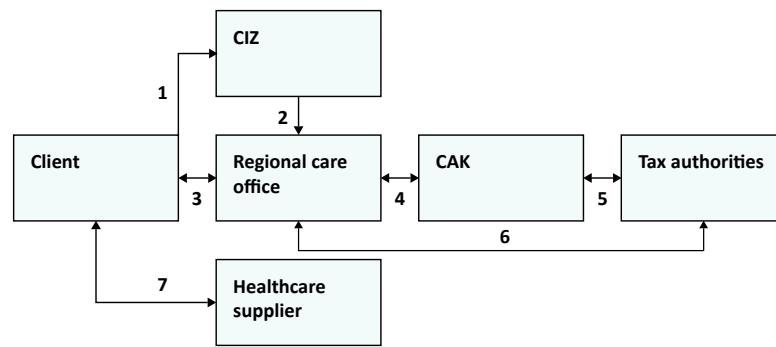 CIZ
1
2
Client
Regional care
office
CAK
Tax authorities
3
4
5
6
7
Healthcare
supplier